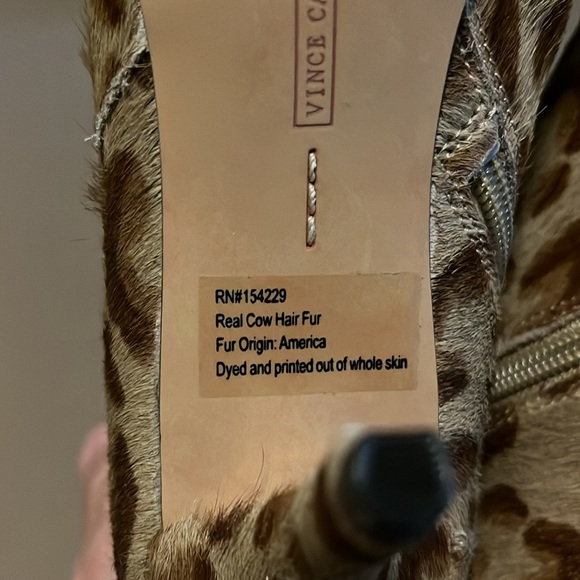 VINCE CA
RN#154229
Real Cow Hair Fur
Fur Origin: America
Dyed and printed out of whole skin